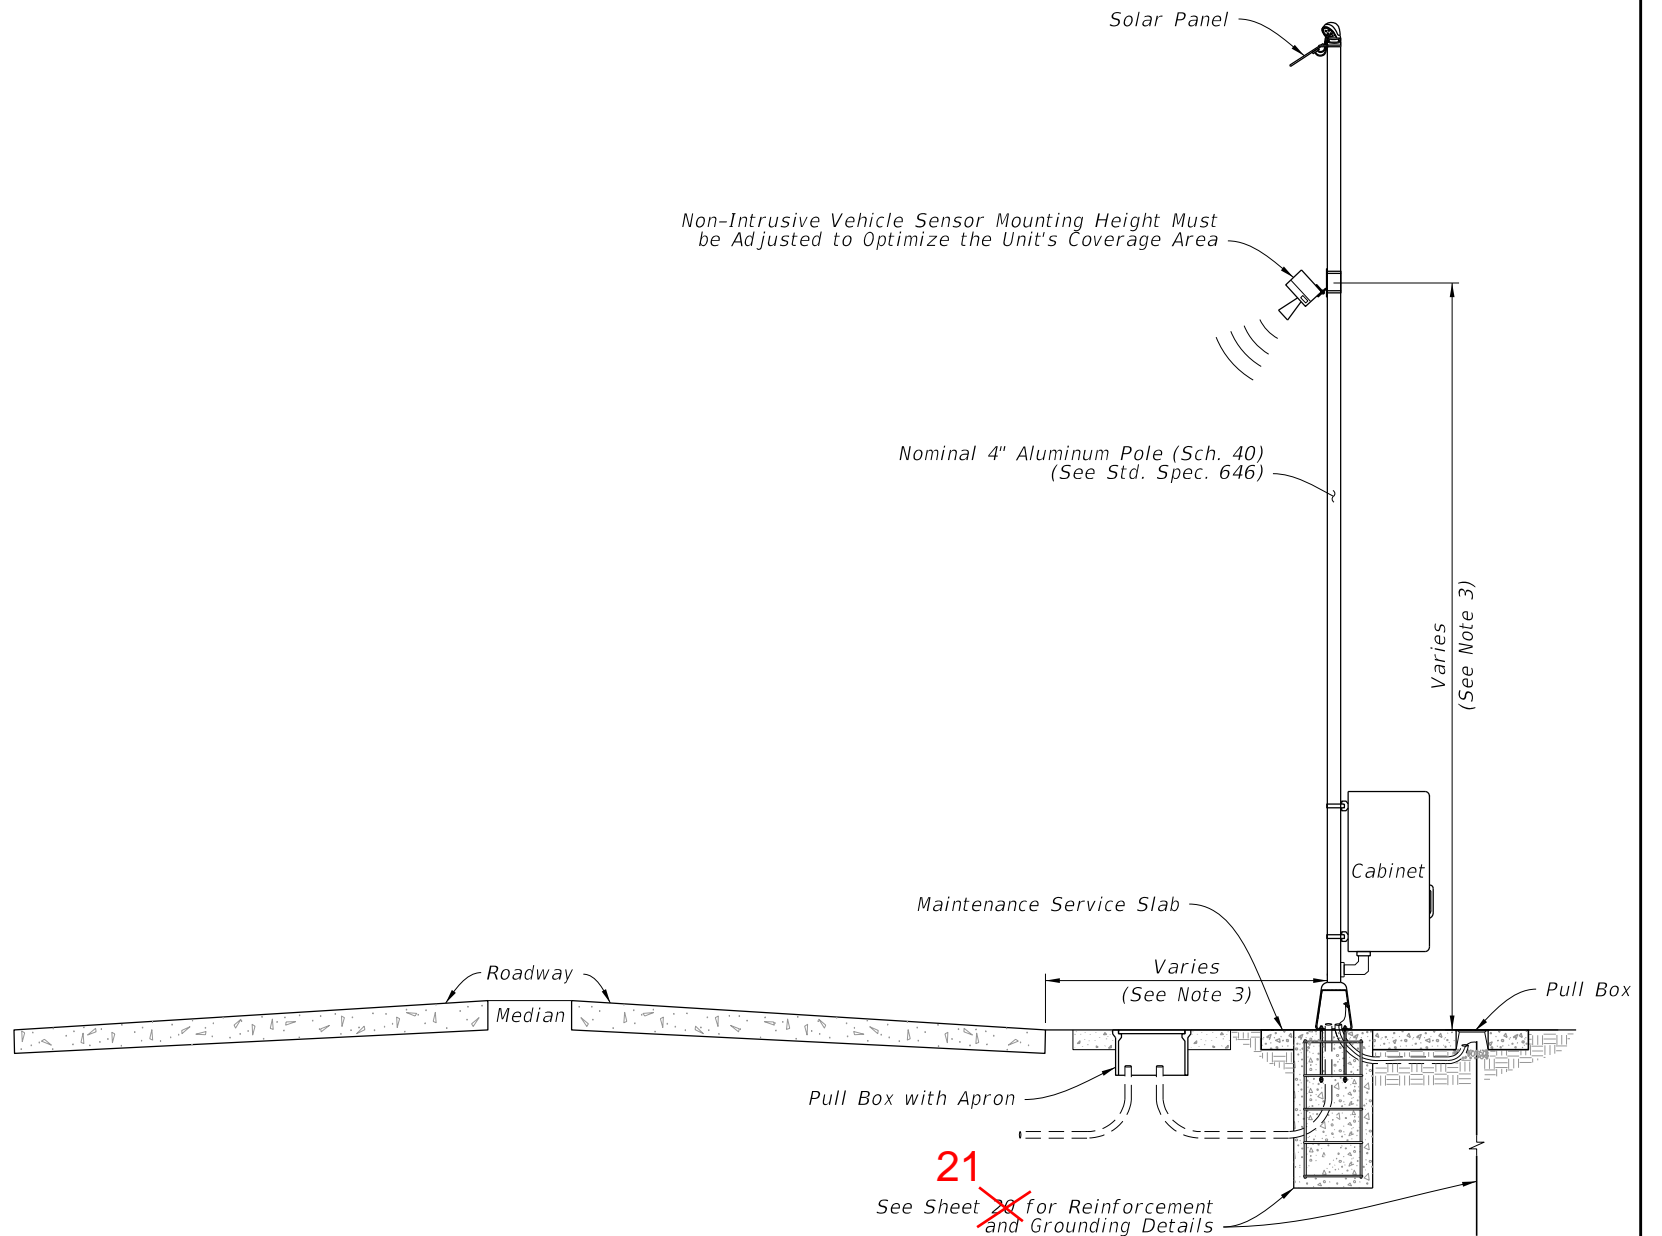 Solar Panel
Non-Intrusive Vehicle Sensor Mounting Height Must
be Adjusted to Optimize the Unit's Coverage Area
Nominal 4" Aluminum Pole (Sch. 40)
(See Std. Spec. 646)
Varies
(See Note 3)
Cabinet
Maintenance Service Slab
Varies
(See Note 3)
Roadway
Median
Pull Box
Pull Box with Apron
21
See Sheet 20 for Reinforcement
and Grounding Details